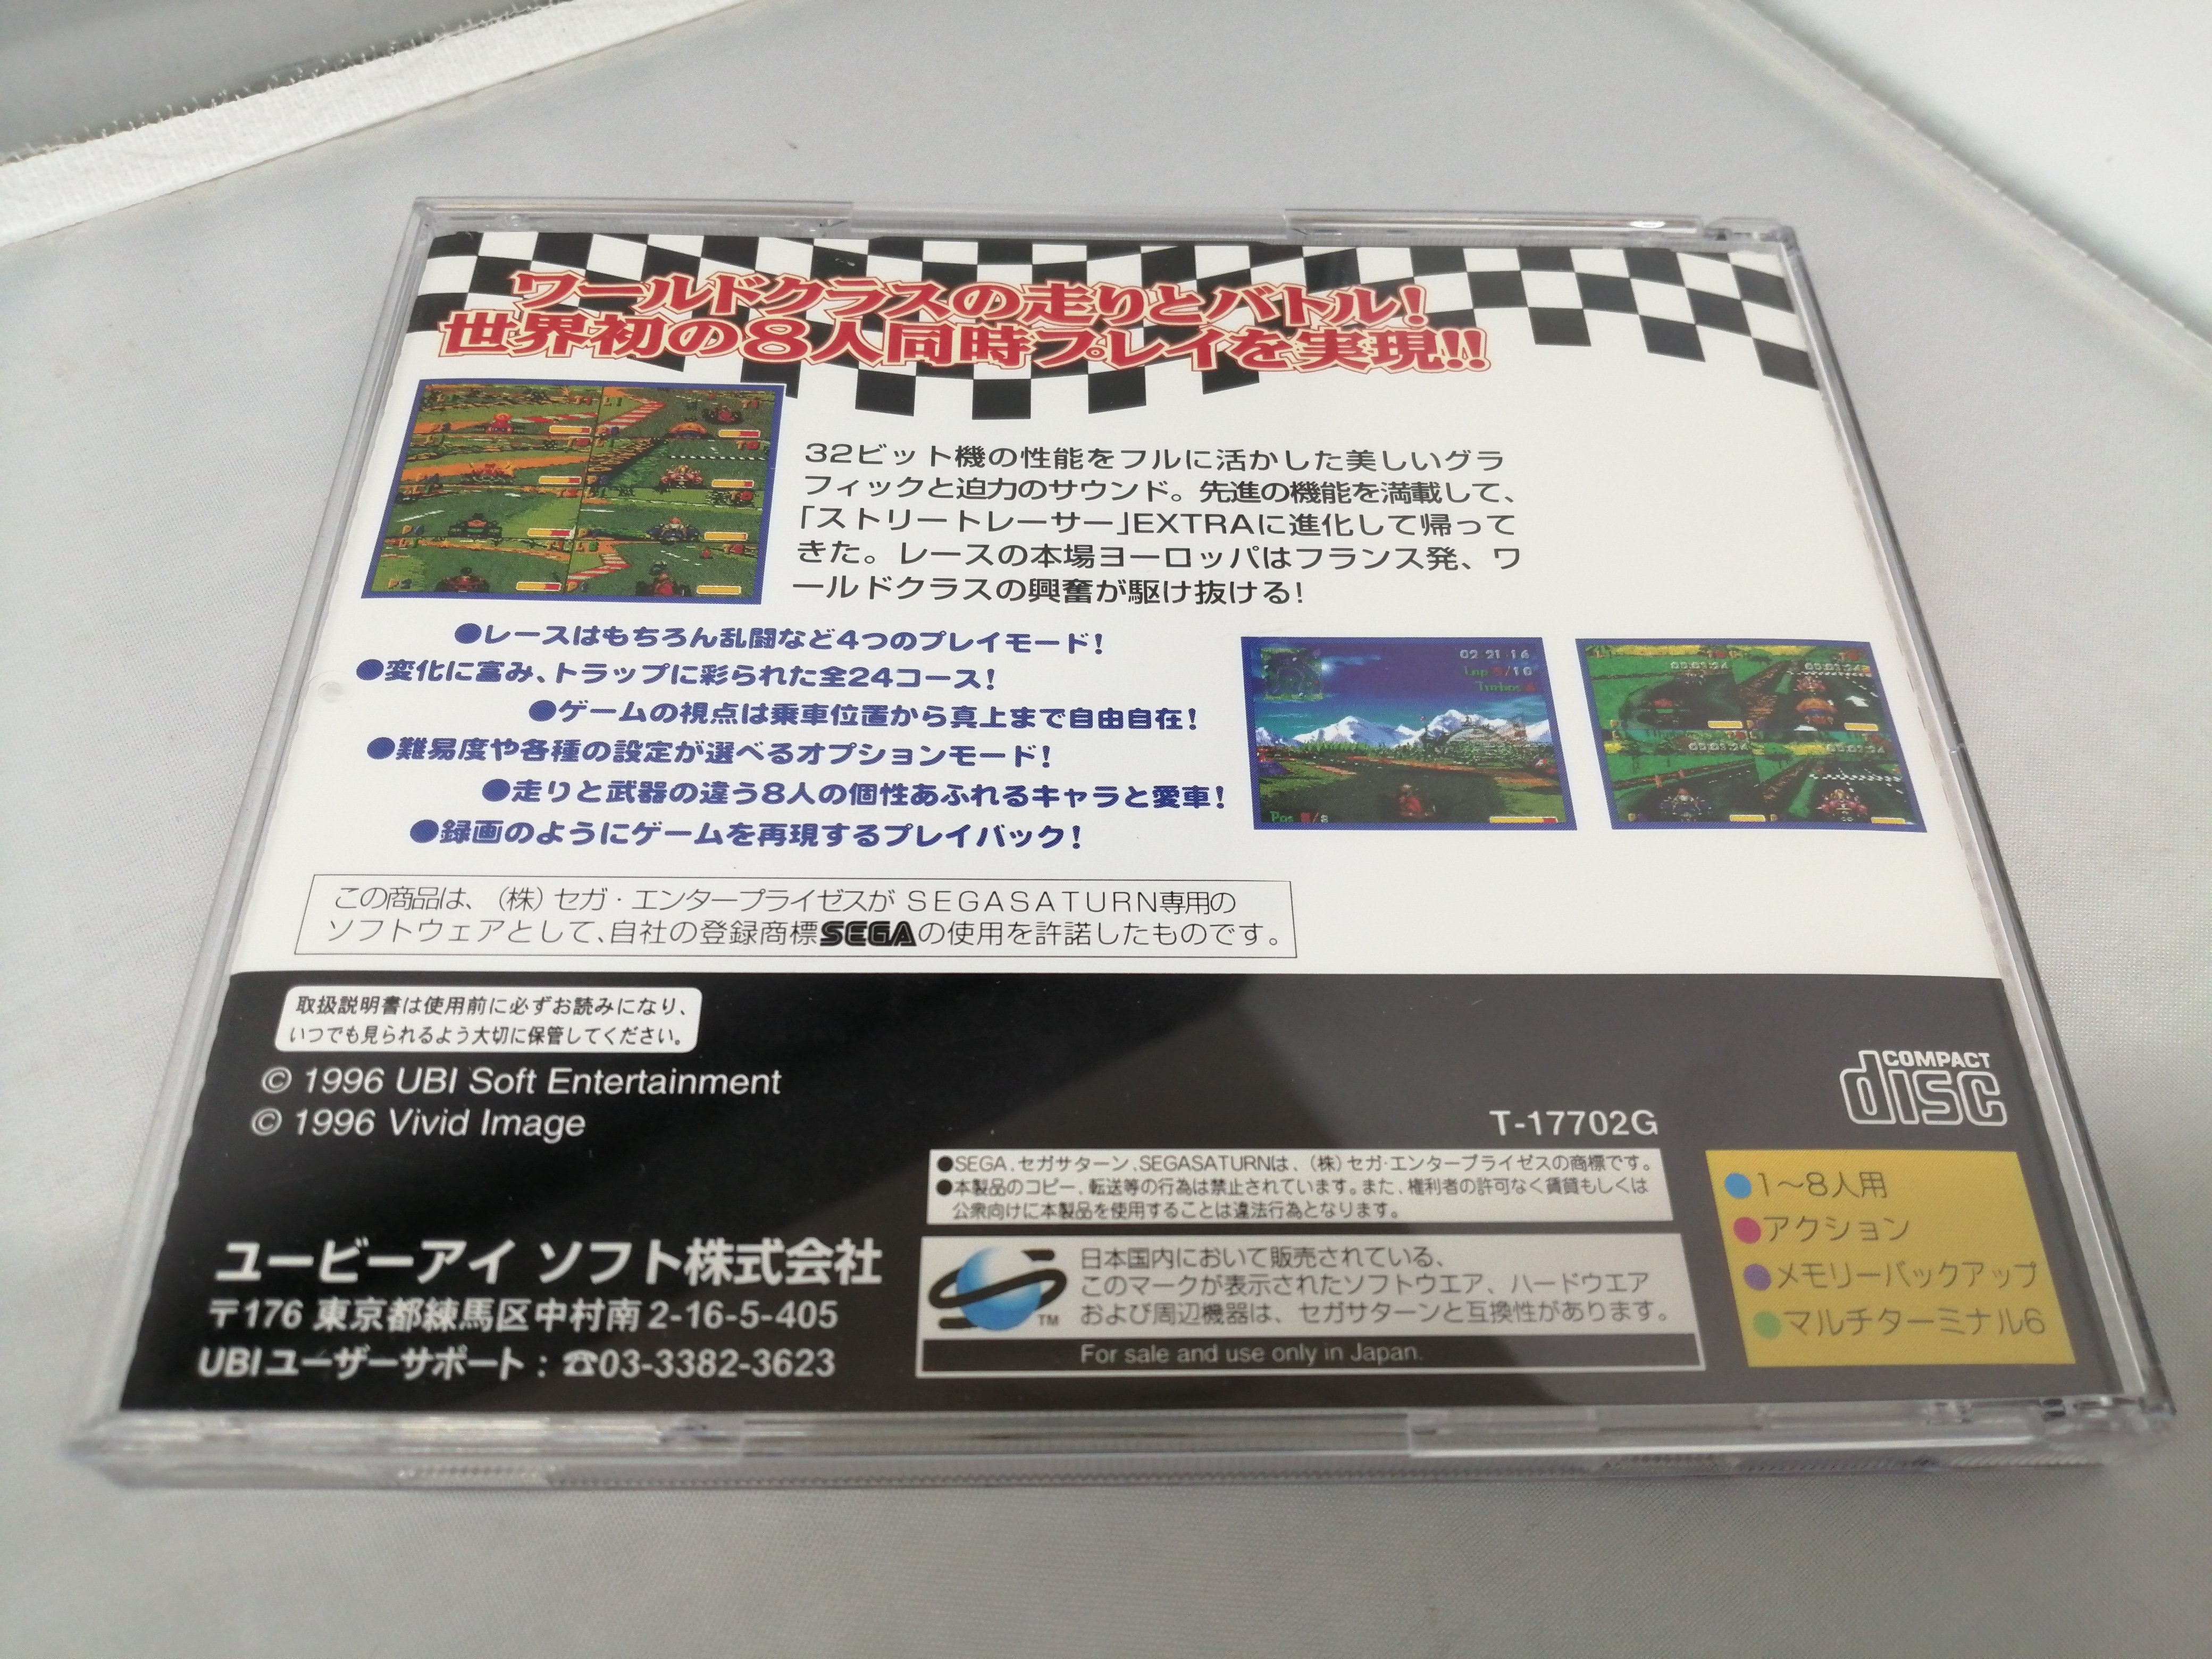 ワールドクラスの走りとバトル!
世界初の8人同時プレイを実現!!
32ビット機の性能をフルに活かした美しいグラ
フィックと迫力のサウンド。先進の機能を満載して、
「ストリートレーサー」EXTRAに進化して帰って
きた。レースの本場ヨーロッパはフランス発、ワ
ールドクラスの興奮が駆け抜ける!
●レースはもちろん乱闘など4つのプレイモード!
●変化に富み、トラップに彩られた全24コース!
●ゲームの視点は乗車位置から真上まで自由自在!
●難易度や各種の設定が選べるオプションモード!
●走りと武器の違う8人の個性あふれるキャラと愛車!
●録画のようにゲームを再現するプレイバック!
02 21 16
Lap /16
Turbos
Pos /8
この商品は、(株)セガ・エンタープライゼスが SEGASATURN専用の
ソフトウェアとして、自社の登録商標SEGAの使用を許諾したものです。
取扱説明書は使用前に必ずお読みになり、
いつでも見られるよう大切に保管してください。
© 1996 UBI Soft Entertainment
© 1996 Vivid Image
COMPACT
disc
T-17702G
●SEGA、セガサターン、SEGASATURNは、(株)セガ・エンタープライゼスの商標です。
●本製品のコピー、転送等の行為は禁止されています。また、権利者の許可なく賃貸もしくは
公衆向けに本製品を使用することは違法行為となります。
ユービーアイ ソフト株式会社
〒176 東京都練馬区中村南2-16-5-405
UBIユーザーサポート:☎03-3382-3623
TM
日本国内において販売されている、
このマークが表示されたソフトウエア、ハードウエア
および周辺機器は、セガサターンと互換性があります。
For sale and use only in Japan.
●1〜8人用
●アクション
●メモリーバックアップ
●マルチターミナル6